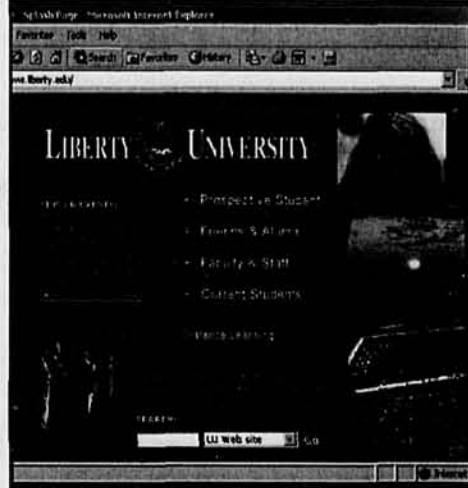 Splash Page - Microsoft Internet Explorer
Favorites Tools Help
Search Favorites History
www.liberty.edu/
LIBERTY UNIVERSITY
Prospective Student
Friends & Alumni
Faculty & Staff
Current Students
Distance Learning
SEARCH
LU Web site Go
Internet